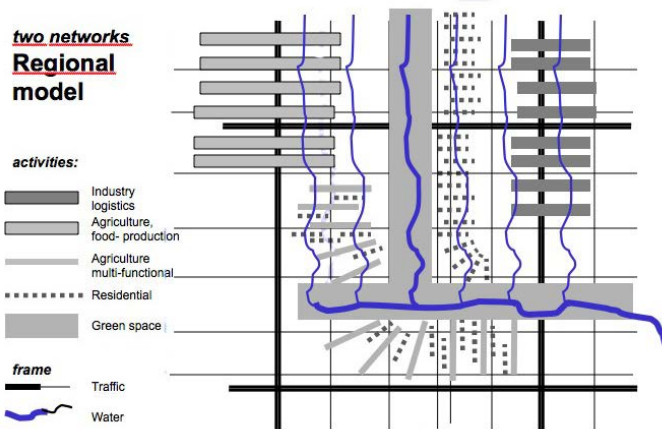 two networks
Regional
model
activities:
Industry
logistics
Agriculture,
food- production
Agriculture
multi-functional
Residential
Green space
frame
Traffic
Water